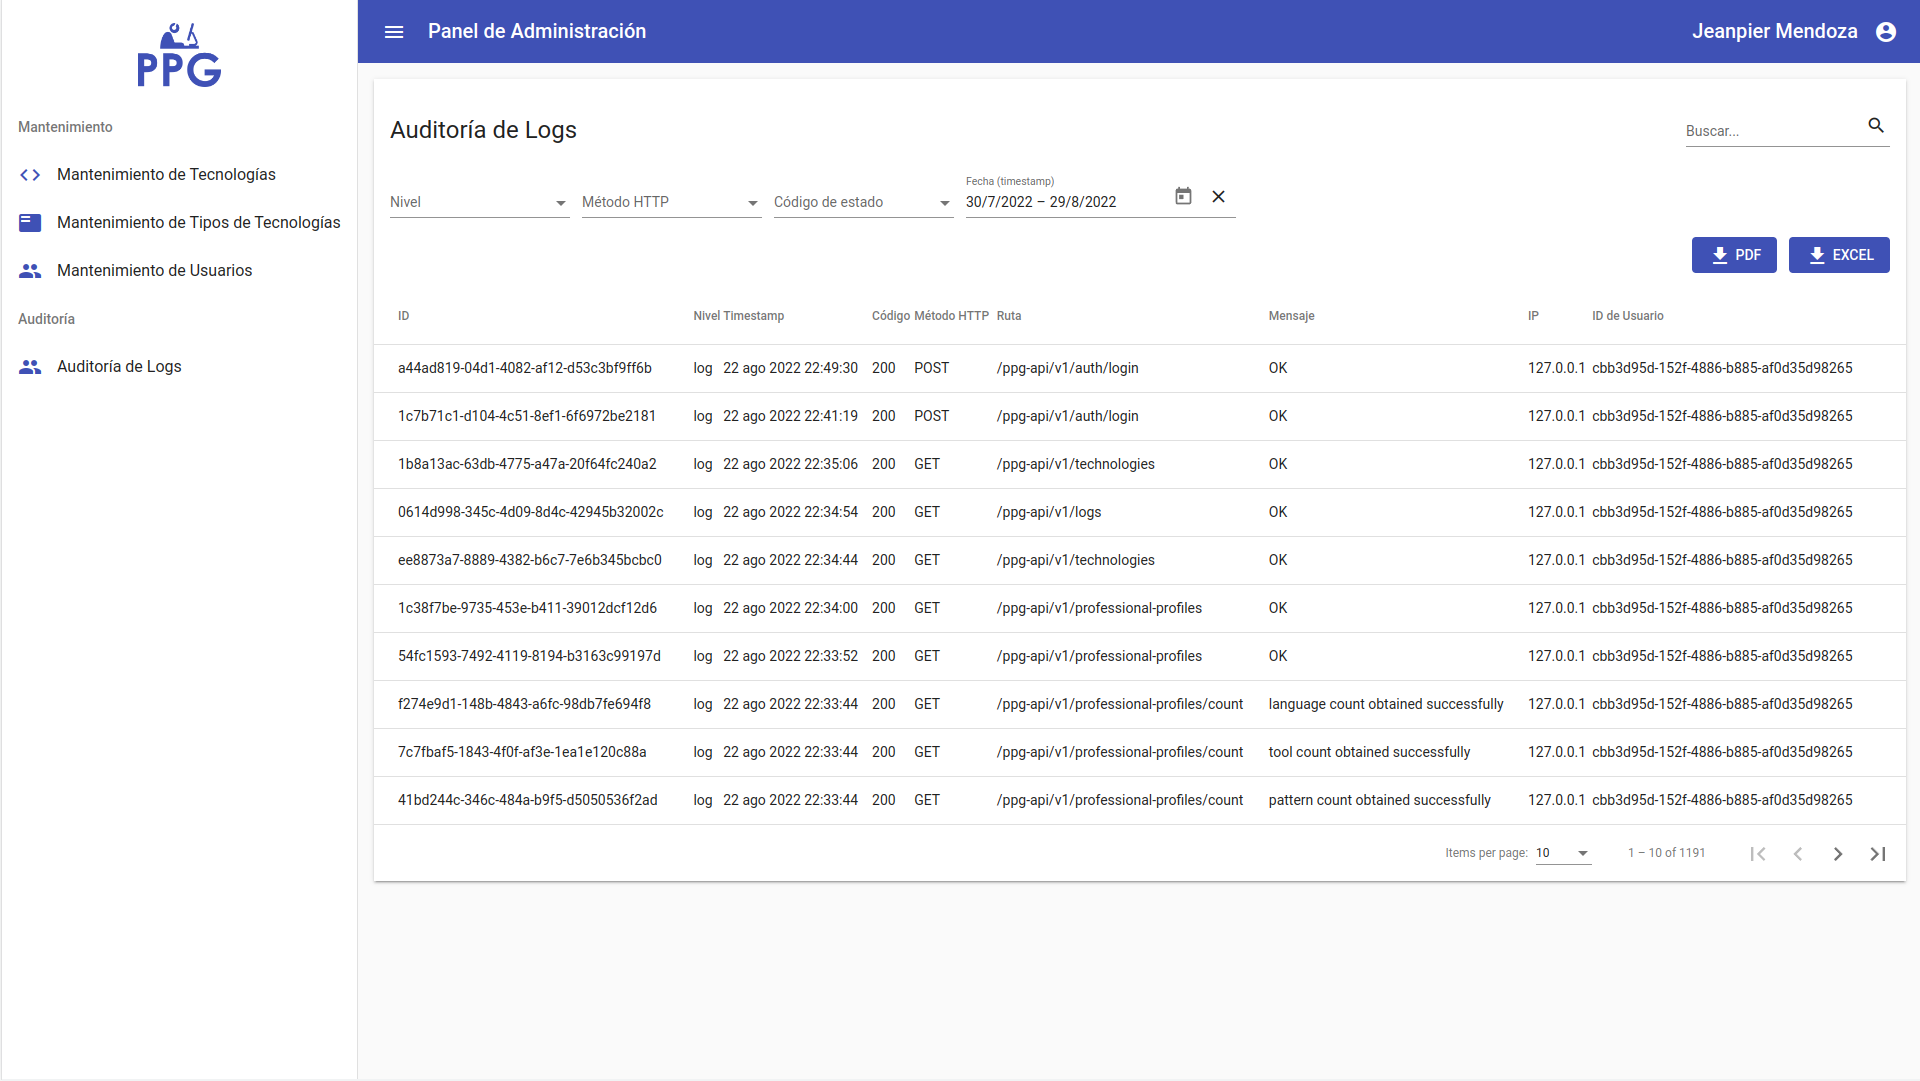 PPG
Panel de Administración
Jeanpier Mendoza
Mantenimiento
Mantenimiento de Tecnologías
Mantenimiento de Tipos de Tecnologías
Mantenimiento de Usuarios
Auditoría
Auditoría de Logs
Auditoría de Logs
Buscar...
Nivel Método HTTP Código de estado Fecha (timestamp) 30/7/2022 – 29/8/2022
PDF EXCEL
ID Nivel Timestamp Código Método HTTP Ruta Mensaje IP ID de Usuario
a44ad819-04d1-4082-af12-d53c3bf9ff6b log 22 ago 2022 22:49:30 200 POST /ppg-api/v1/auth/login OK 127.0.0.1 cbb3d95d-152f-4886-b885-af0d35d98265
1c7b71c1-d104-4c51-8ef1-6f6972be2181 log 22 ago 2022 22:41:19 200 POST /ppg-api/v1/auth/login OK 127.0.0.1 cbb3d95d-152f-4886-b885-af0d35d98265
1b8a13ac-63db-4775-a47a-20f64fc240a2 log 22 ago 2022 22:35:06 200 GET /ppg-api/v1/technologies OK 127.0.0.1 cbb3d95d-152f-4886-b885-af0d35d98265
0614d998-345c-4d09-8d4c-42945b32002c log 22 ago 2022 22:34:54 200 GET /ppg-api/v1/logs OK 127.0.0.1 cbb3d95d-152f-4886-b885-af0d35d98265
ee8873a7-8889-4382-b6c7-7e6b345bcbc0 log 22 ago 2022 22:34:44 200 GET /ppg-api/v1/technologies OK 127.0.0.1 cbb3d95d-152f-4886-b885-af0d35d98265
1c38f7be-9735-453e-b411-39012dcf12d6 log 22 ago 2022 22:34:00 200 GET /ppg-api/v1/professional-profiles OK 127.0.0.1 cbb3d95d-152f-4886-b885-af0d35d98265
54fc1593-7492-4119-8194-b3163c99197d log 22 ago 2022 22:33:52 200 GET /ppg-api/v1/professional-profiles OK 127.0.0.1 cbb3d95d-152f-4886-b885-af0d35d98265
f274e9d1-148b-4843-a6fc-98db7fe694f8 log 22 ago 2022 22:33:44 200 GET /ppg-api/v1/professional-profiles/count language count obtained successfully 127.0.0.1 cbb3d95d-152f-4886-b885-af0d35d98265
7c7fbaf5-1843-4f0f-af3e-1ea1e120c88a log 22 ago 2022 22:33:44 200 GET /ppg-api/v1/professional-profiles/count tool count obtained successfully 127.0.0.1 cbb3d95d-152f-4886-b885-af0d35d98265
41bd244c-346c-484a-b9f5-d5050536f2ad log 22 ago 2022 22:33:44 200 GET /ppg-api/v1/professional-profiles/count pattern count obtained successfully 127.0.0.1 cbb3d95d-152f-4886-b885-af0d35d98265
Items per page: 10 1 – 10 of 1191